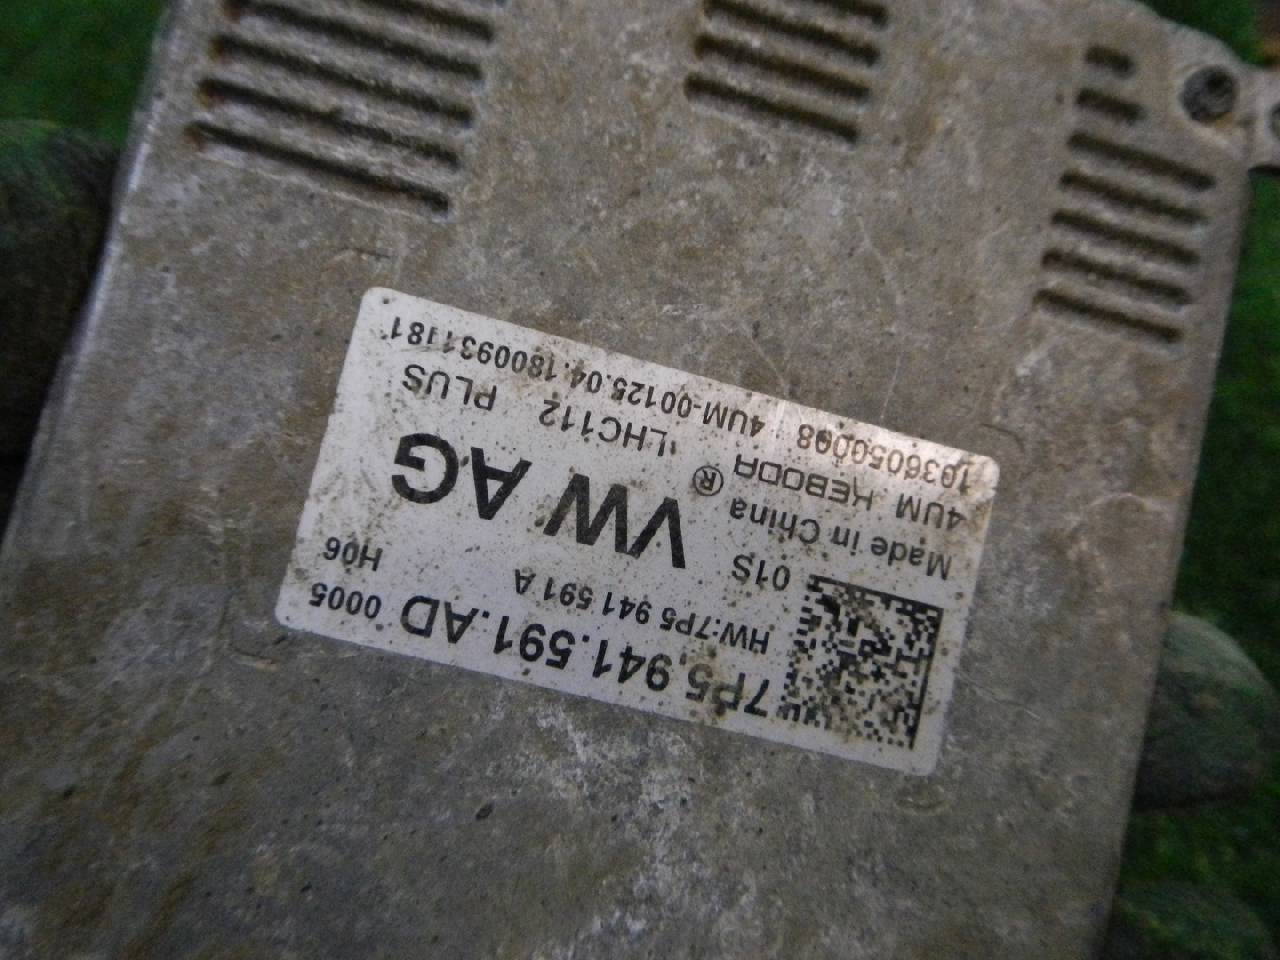 7P5.941.591.AD 0005
HW:7P5 941 591 A H06
01S
VW AG
Made in China ®
4UM KEBODA LHC112 PLUS
1036050008 4UM-00125.04.1800931181